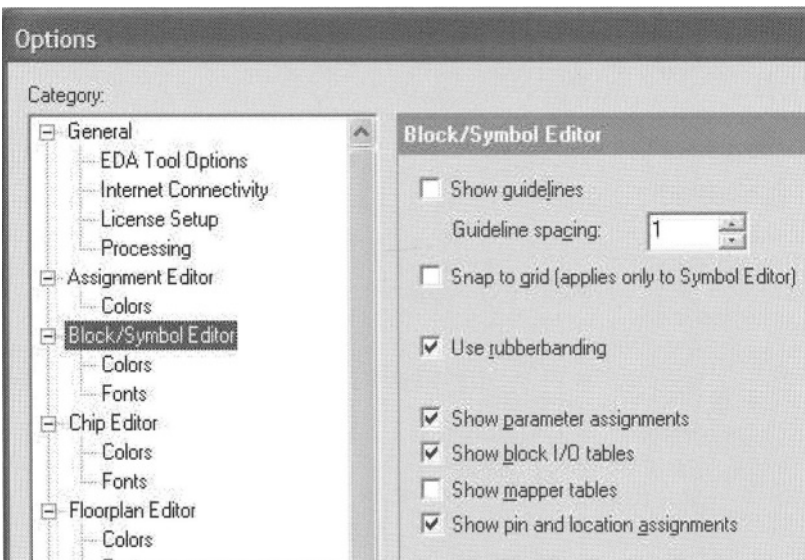 Options
Category:
General
EDA Tool Options
Internet Connectivity
License Setup
Processing
Assignment Editor
Colors
Block/Symbol Editor
Colors
Fonts
Chip Editor
Colors
Fonts
Floorplan Editor
Colors
Block/Symbol Editor
Show guidelines
Guideline spacing: 1
Snap to grid (applies only to Symbol Editor)
Use rubberbanding
Show parameter assignments
Show block I/O tables
Show mapper tables
Show pin and location assignments